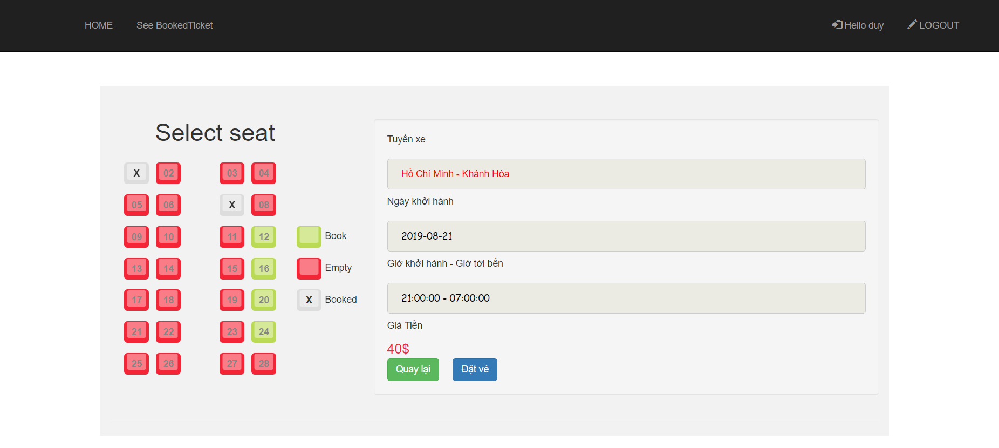 HOME See BookedTicket Hello duy LOGOUT
Select seat
X 02 03 04
05 06 X 08
09 10 11 12 Book
13 14 15 16 Empty
17 18 19 20 X Booked
21 22 23 24
25 26 27 28
Tuyến xe
Hồ Chí Minh - Khánh Hòa
Ngày khởi hành
2019-08-21
Giờ khởi hành - Giờ tới bến
21:00:00 - 07:00:00
Giá Tiền
40$
Quay lại Đặt vé